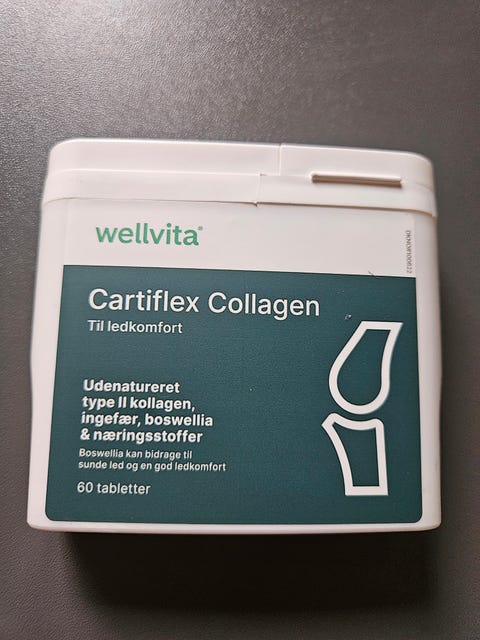 wellvita®
Cartiflex Collagen
Til ledkomfort
Udenatureret
type II kollagen,
ingefær, boswellia
& næringsstoffer
Boswellia kan bidrage til
sunde led og en god ledkomfort
60 tabletter